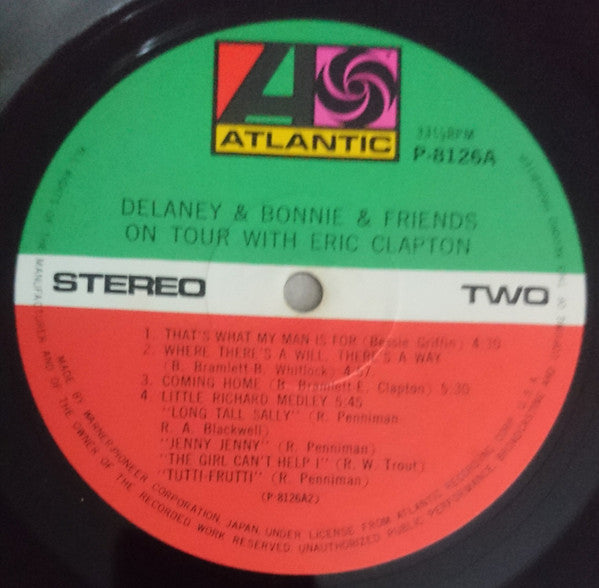 ATLANTIC
33⅓RPM
P-8126A
DELANEY & BONNIE & FRIENDS
ON TOUR WITH ERIC CLAPTON
STEREO
TWO
1. THAT'S WHAT MY MAN IS FOR (Bessie Griffin) 4:30
2. WHERE THERE'S A WILL, THERE'S A WAY
(B. Bramlett B. Whitlock) 4:57
3. COMING HOME (B. Bramlett E. Clapton) 5:30
4. LITTLE RICHARD MEDLEY 5:45
"LONG TALL SALLY" (R. Penniman
R. A. Blackwell)
"JENNY JENNY" (R. Penniman)
"THE GIRL CAN'T HELP I" (R. W. Trout)
"TUTTI-FRUTTI" (R. Penniman)
(P-8126A2)
MADE BY WARNER-PIONEER CORPORATION, JAPAN, UNDER LICENSE FROM ATLANTIC RECORDING CORP. U.S.A.
ALL RIGHTS OF THE MANUFACTURER AND OF THE OWNER OF THE RECORDED WORK RESERVED. UNAUTHORIZED PUBLIC PERFORMANCE, BROADCASTING AND